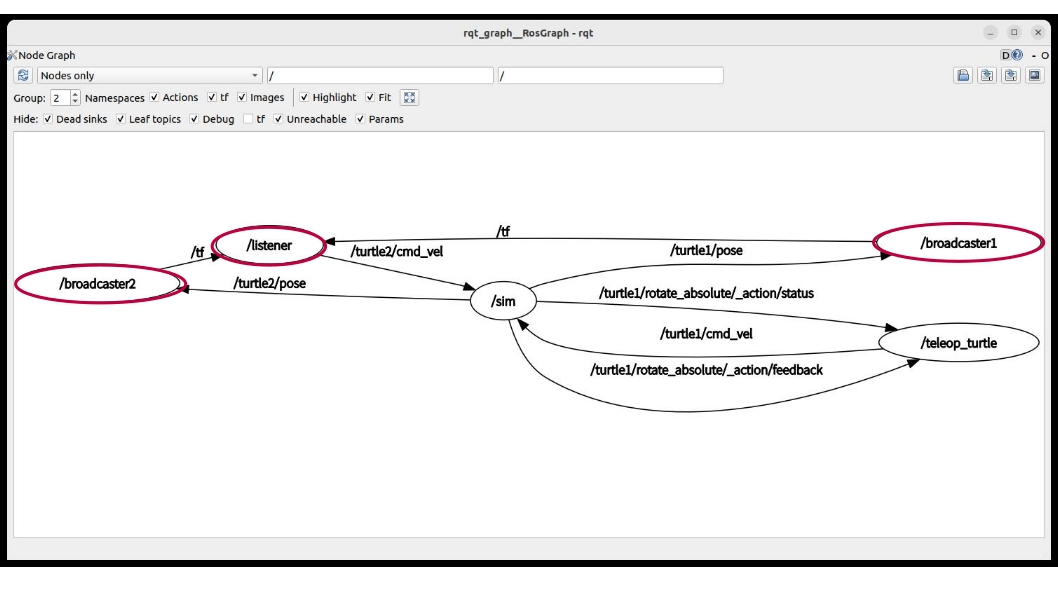 rqt_graph__RosGraph - rqt
Node Graph
D - O
Nodes only / /
Group: 2 Namespaces Actions tf Images Highlight Fit
Hide: Dead sinks Leaf topics Debug tf Unreachable Params
/tf
/listener
/tf
/turtle2/cmd_vel
/turtle1/pose
/broadcaster1
/broadcaster2
/turtle2/pose
/sim
/turtle1/rotate_absolute/_action/status
/turtle1/cmd_vel
/teleop_turtle
/turtle1/rotate_absolute/_action/feedback